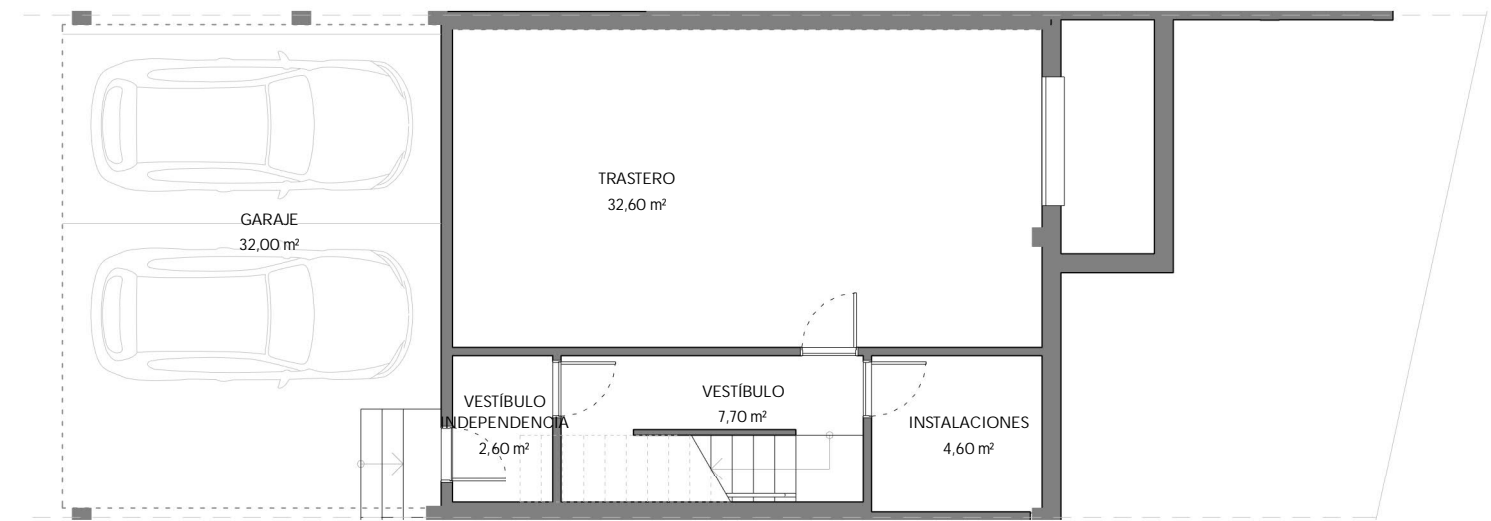 TRASTERO
32,60 m²
GARAJE
32,00 m²
VESTÍBULO
INDEPENDENCIA
2,60 m²
VESTÍBULO
7,70 m²
INSTALACIONES
4,60 m²